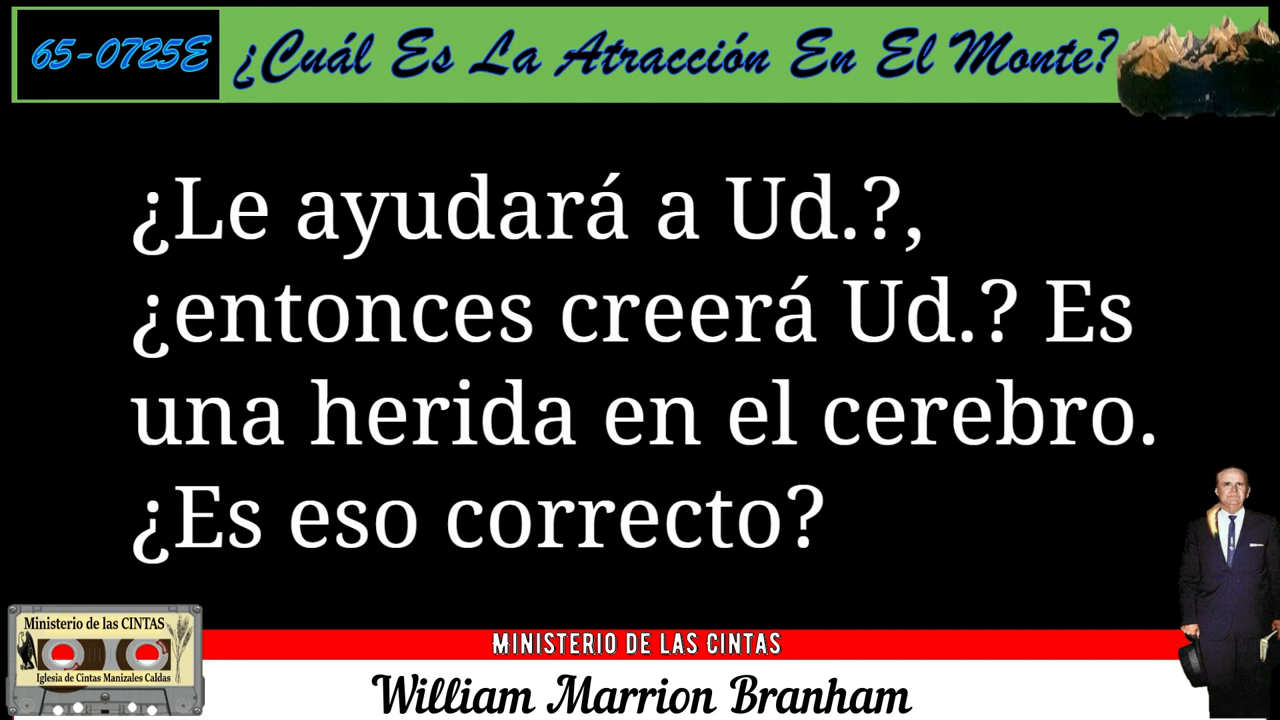 65-0725E ¿Cuál Es La Atracción En El Monte?
¿Le ayudará a Ud.?,
¿entonces creerá Ud.? Es
una herida en el cerebro.
¿Es eso correcto?
Ministerio de las CINTAS
Iglesia de Cintas Manizales Caldas
MINISTERIO DE LAS CINTAS
William Marrion Branham